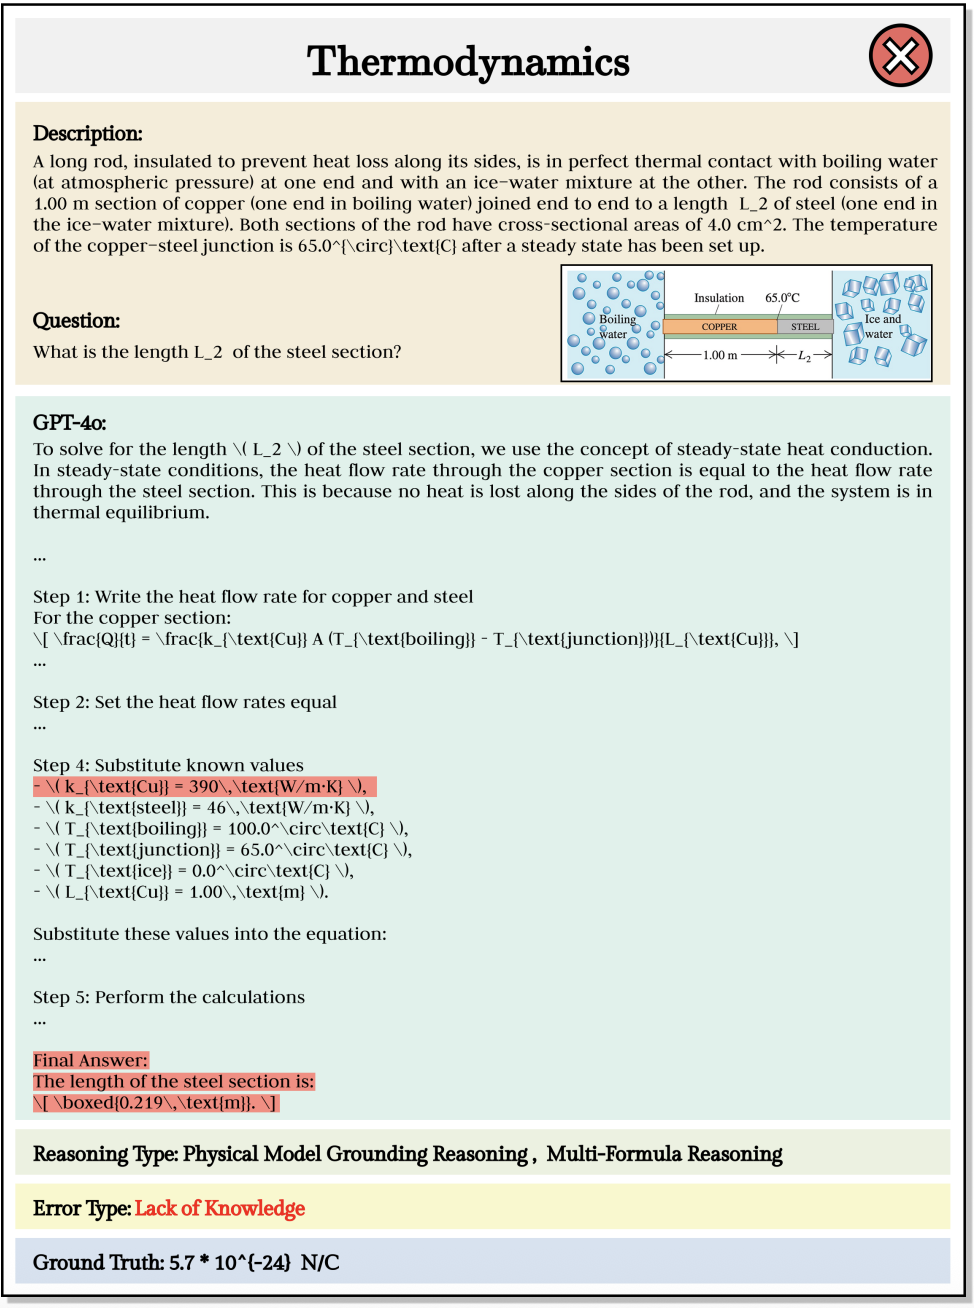 Thermodynamics
Description:
A long rod, insulated to prevent heat loss along its sides, is in perfect thermal contact with boiling water
(at atmospheric pressure) at one end and with an ice-water mixture at the other. The rod consists of a
1.00 m section of copper (one end in boiling water) joined end to end to a length L_2 of steel (one end in
the ice-water mixture). Both sections of the rod have cross-sectional areas of 4.0 cm^2. The temperature
of the copper-steel junction is 65.0^{\circ}\text{C} after a steady state has been set up.
Question:
What is the length L_2 of the steel section?
Insulation 65.0°C
Boiling water
COPPER
STEEL
Ice and water
1.00 m
L2
GPT-4o:
To solve for the length \( L_2 \) of the steel section, we use the concept of steady-state heat conduction.
In steady-state conditions, the heat flow rate through the copper section is equal to the heat flow rate
through the steel section. This is because no heat is lost along the sides of the rod, and the system is in
thermal equilibrium.
...
Step 1: Write the heat flow rate for copper and steel
For the copper section:
\[ \frac{Q}{t} = \frac{k_{\text{Cu}} A (T_{\text{boiling}} - T_{\text{junction}})}{L_{\text{Cu}}}, \]
...
Step 2: Set the heat flow rates equal
...
Step 4: Substitute known values
- \( k_{\text{Cu}} = 390\,\text{W/m·K} \),
- \( k_{\text{steel}} = 46\,\text{W/m·K} \),
- \( T_{\text{boiling}} = 100.0^\circ\text{C} \),
- \( T_{\text{junction}} = 65.0^\circ\text{C} \),
- \( T_{\text{ice}} = 0.0^\circ\text{C} \),
- \( L_{\text{Cu}} = 1.00\,\text{m} \).
Substitute these values into the equation:
...
Step 5: Perform the calculations
...
Final Answer:
The length of the steel section is:
\[ \boxed{0.219\,\text{m}}. \]
Reasoning Type: Physical Model Grounding Reasoning , Multi-Formula Reasoning
Error Type: Lack of Knowledge
Ground Truth: 5.7 * 10^{-24} N/C